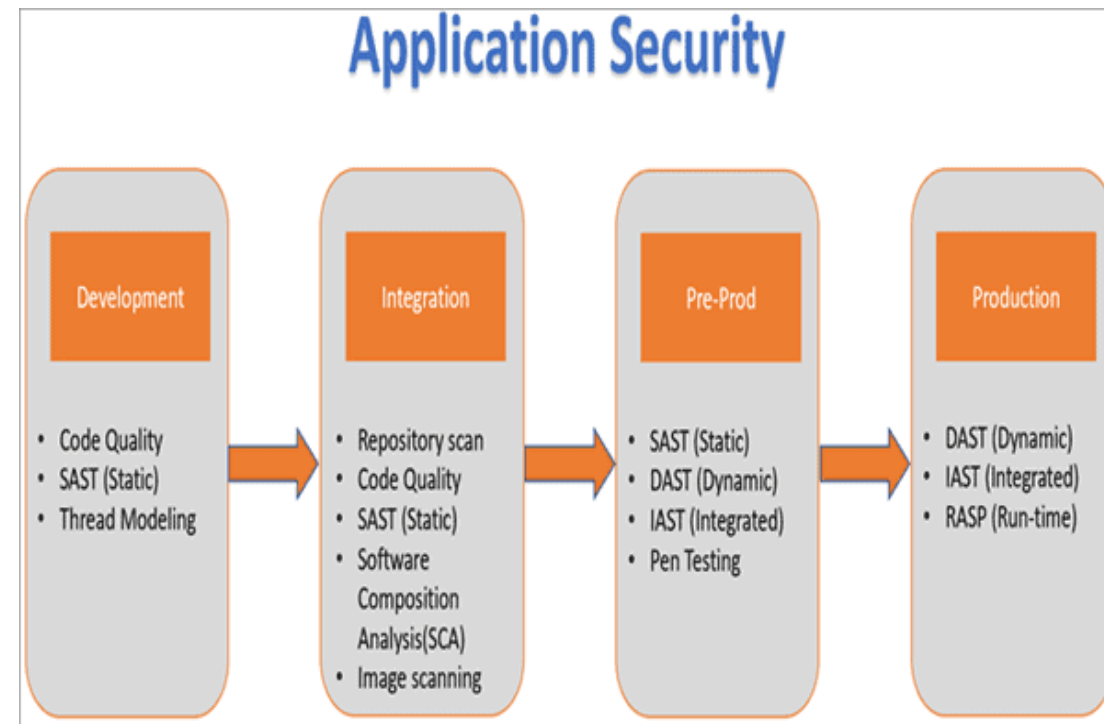 Application Security
Development
• Code Quality
• SAST (Static)
• Thread Modeling
Integration
• Repository scan
• Code Quality
• SAST (Static)
• Software
Composition
Analysis(SCA)
• Image scanning
Pre-Prod
• SAST (Static)
• DAST (Dynamic)
• IAST (Integrated)
• Pen Testing
Production
• DAST (Dynamic)
• IAST (Integrated)
• RASP (Run-time)